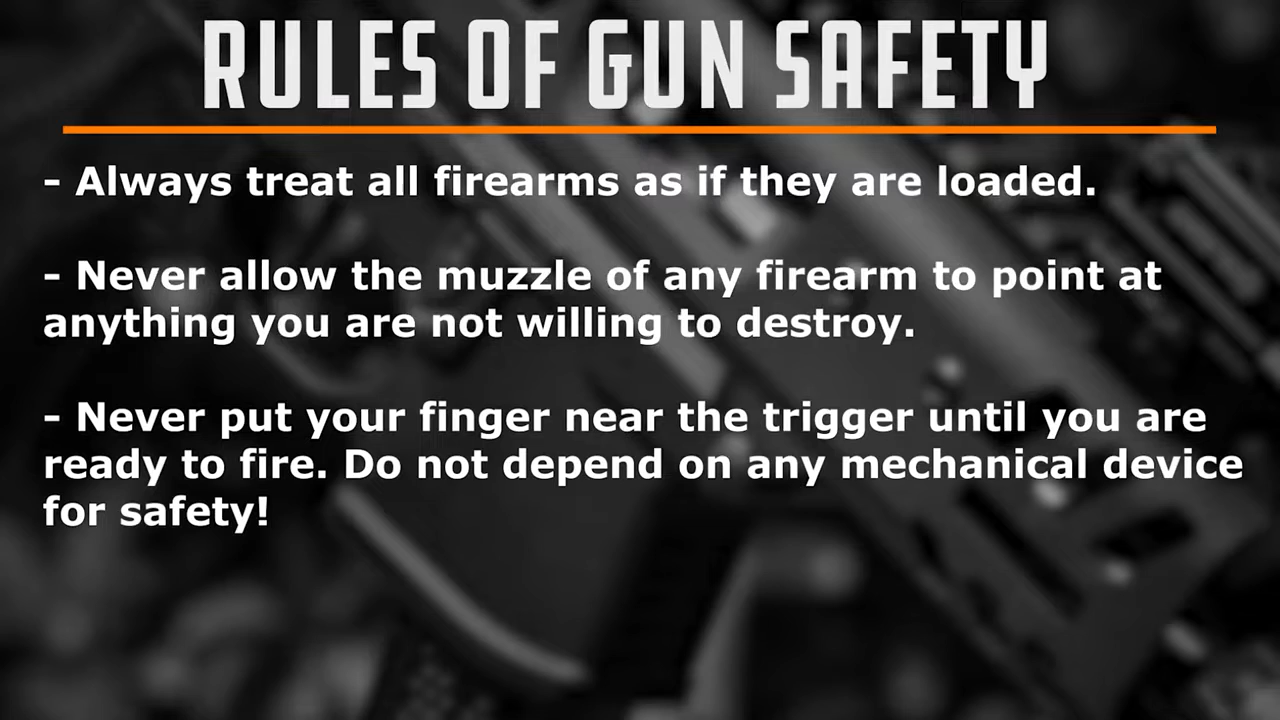 RULES OF GUN SAFETY
- Always treat all firearms as if they are loaded.
- Never allow the muzzle of any firearm to point at
anything you are not willing to destroy.
- Never put your finger near the trigger until you are
ready to fire. Do not depend on any mechanical device
for safety!